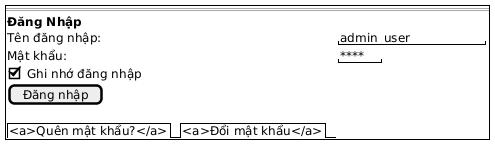 Đăng Nhập
Tên đăng nhập: admin_user
Mật khẩu: ****
Ghi nhớ đăng nhập
Đăng nhập
<a>Quên mật khẩu?</a> <a>Đổi mật khẩu</a>